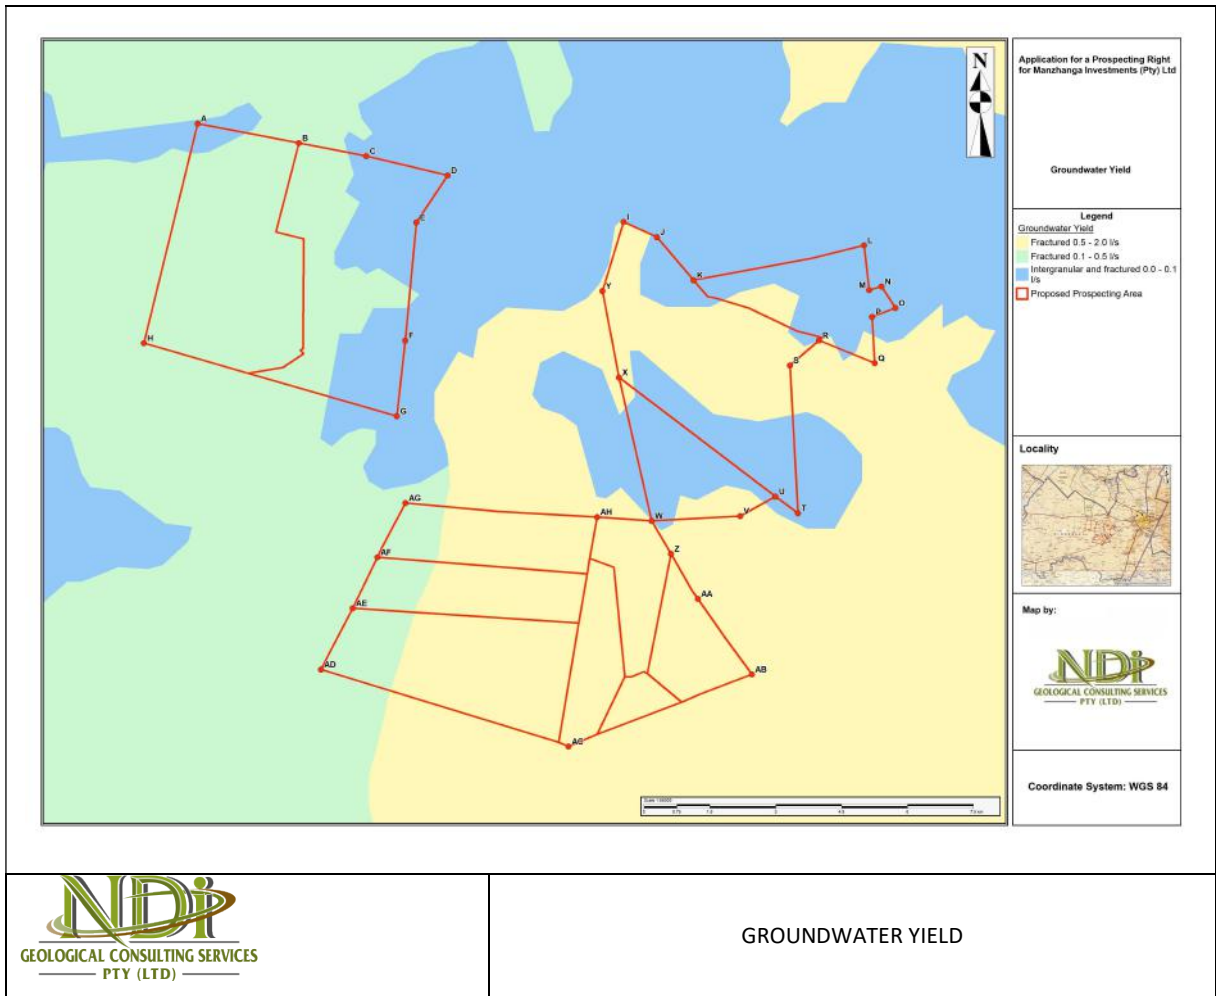 A
B
C
D
E
F
G
H
I
J
K
L
M
N
O
P
Q
R
S
T
U
V
W
X
Y
Z
AA
AB
AC
AD
AE
AF
AG
AH
N
Application for a Prospecting Right
for Manzhanga Investments (Pty) Ltd
Groundwater Yield
Legend
Groundwater Yield
Fractured 0.5 - 2.0 l/s
Fractured 0.1 - 0.5 l/s
Intergranular and fractured 0.0 - 0.1
l/s
Proposed Prospecting Area
Locality
Map by:
NDi
GEOLOGICAL CONSULTING SERVICES
PTY (LTD)
Coordinate System: WGS 84
NDi
GEOLOGICAL CONSULTING SERVICES
PTY (LTD)
GROUNDWATER YIELD